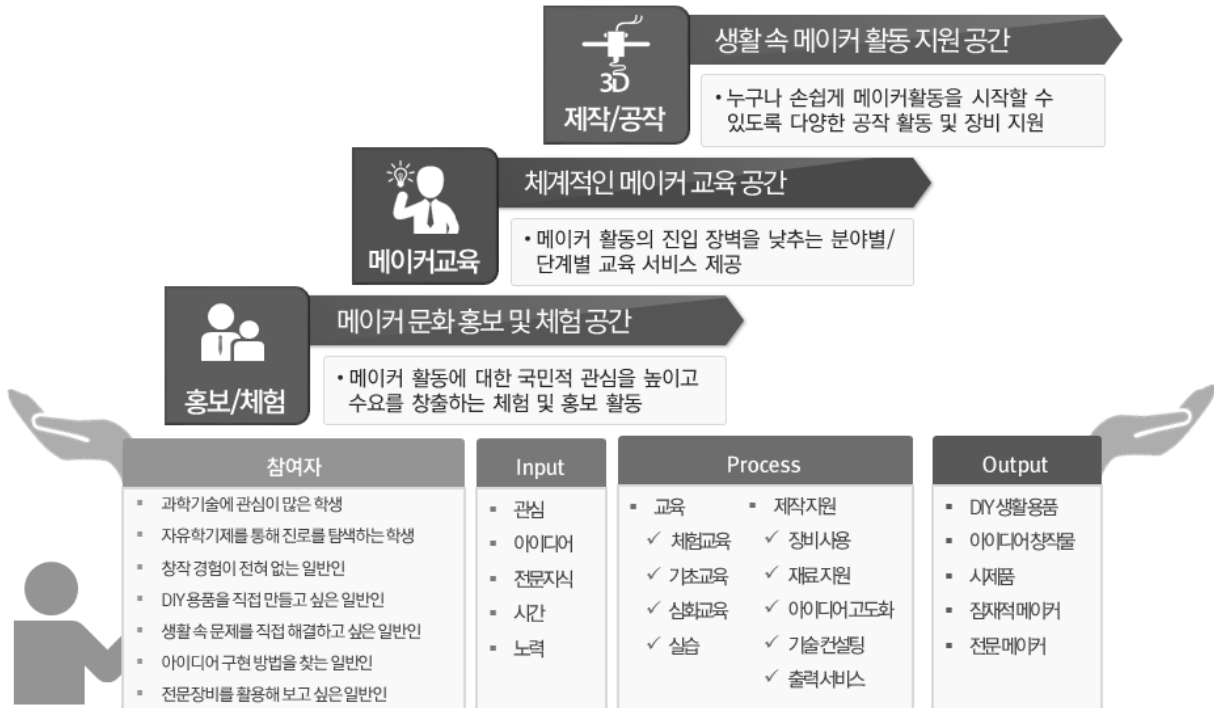 생활 속 메이커 활동 지원 공간
3D
제작/공작
• 누구나 손쉽게 메이커활동을 시작할 수
있도록 다양한 공작 활동 및 장비 지원
체계적인 메이커 교육 공간
메이커교육
• 메이커 활동의 진입 장벽을 낮추는 분야별/
단계별 교육 서비스 제공
메이커 문화 홍보 및 체험 공간
홍보/체험
• 메이커 활동에 대한 국민적 관심을 높이고
수요를 창출하는 체험 및 홍보 활동
참여자
▪ 과학기술에 관심이 많은 학생
▪ 자유학기제를 통해 진로를 탐색하는 학생
▪ 창작 경험이 전혀 없는 일반인
▪ DIY 용품을 직접 만들고 싶은 일반인
▪ 생활 속 문제를 직접 해결하고 싶은 일반인
▪ 아이디어 구현 방법을 찾는 일반인
▪ 전문장비를 활용해 보고 싶은 일반인
Input
▪ 관심
▪ 아이디어
▪ 전문지식
▪ 시간
▪ 노력
Process
▪ 교육
✓ 체험교육
✓ 기초교육
✓ 심화교육
✓ 실습
▪ 제작지원
✓ 장비사용
✓ 재료지원
✓ 아이디어고도화
✓ 기술컨설팅
✓ 출력서비스
Output
▪ DIY 생활용품
▪ 아이디어창작물
▪ 시제품
▪ 잠재적메이커
▪ 전문메이커